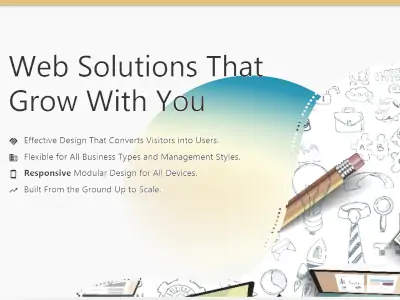 Web Solutions That
Grow With You
Effective Design That Converts Visitors into Users.
Flexible for All Business Types and Management Styles.
Responsive Modular Design for All Devices.
Built From the Ground Up to Scale.